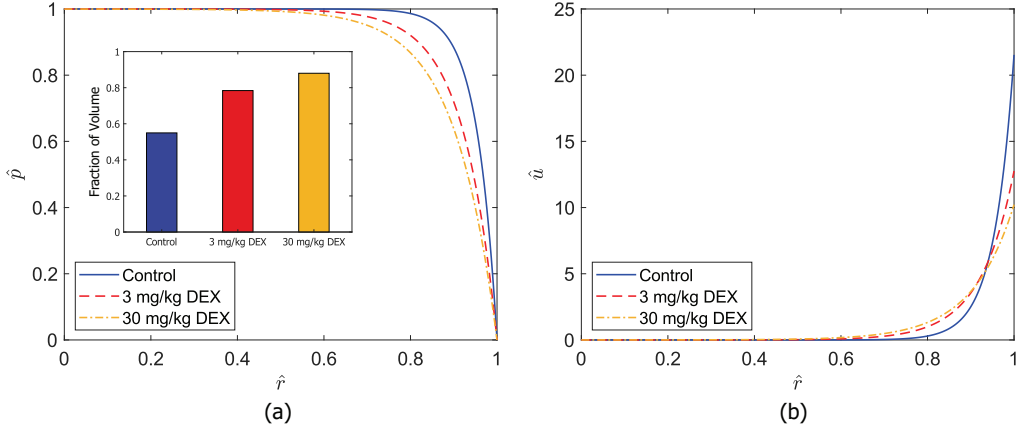 1
0.8
0.6
0.4
0.2
0
p̂
0
0.2
0.4
0.6
0.8
1
r̂
1
0.8
0.6
0.4
0.2
0
Fraction of Volume
Control
3 mg/kg DEX
30 mg/kg DEX
Control
3 mg/kg DEX
30 mg/kg DEX
(a)
25
20
15
10
5
0
û
0
0.2
0.4
0.6
0.8
1
r̂
Control
3 mg/kg DEX
30 mg/kg DEX
(b)